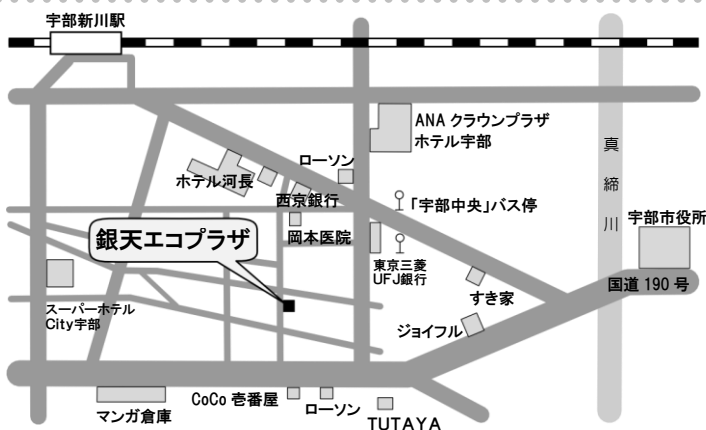 宇部新川駅
ANA クラウンプラザ
ホテル宇部
ローソン
ホテル河長
西京銀行
「宇部中央」バス停
真締川
宇部市役所
銀天エコプラザ
岡本医院
東京三菱
UFJ銀行
国道 190 号
すき家
スーパーホテル
City宇部
ジョイフル
CoCo 壱番屋
ローソン
マンガ倉庫
TUTAYA